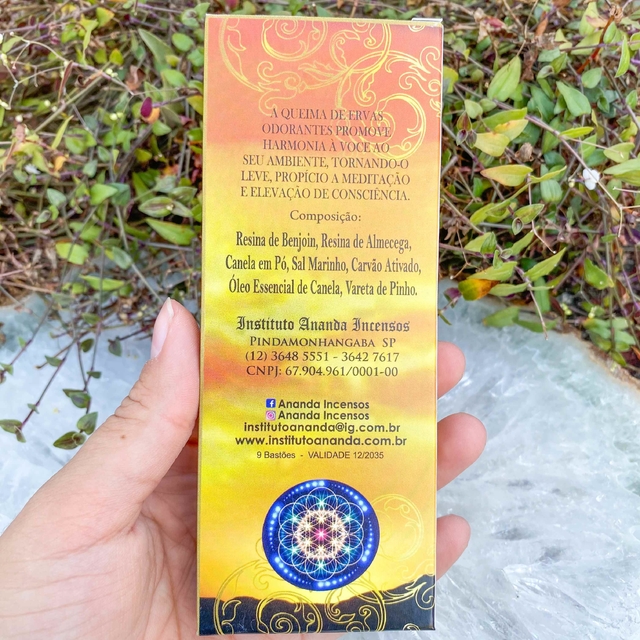 A QUEIMA DE ERVAS
ODORANTES PROMOVE
HARMONIA À VOCE AO
SEU AMBIENTE, TORNANDO-O
LEVE, PROPÍCIO A MEDITAÇÃO
E ELEVAÇÃO DE CONSCIÊNCIA.
Composição:
Resina de Benjoin, Resina de Almecega,
Canela em Pó, Sal Marinho, Carvão Ativado,
Óleo Essencial de Canela, Vareta de Pinho.
Instituto Ananda Incensos
PINDAMONHANGABA SP
(12) 3648 5551 - 3642 7617
CNPJ: 67.904.961/0001-00
Ananda Incensos
Ananda Incensos
institutoananda@ig.com.br
www.institutoananda.com.br
9 Bastões - VALIDADE 12/2035